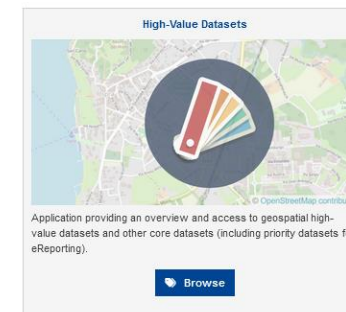 High-Value Datasets
© OpenStreetMap contribu
Application providing an overview and access to geospatial high-
value datasets and other core datasets (including priority datasets f
eReporting).
Browse